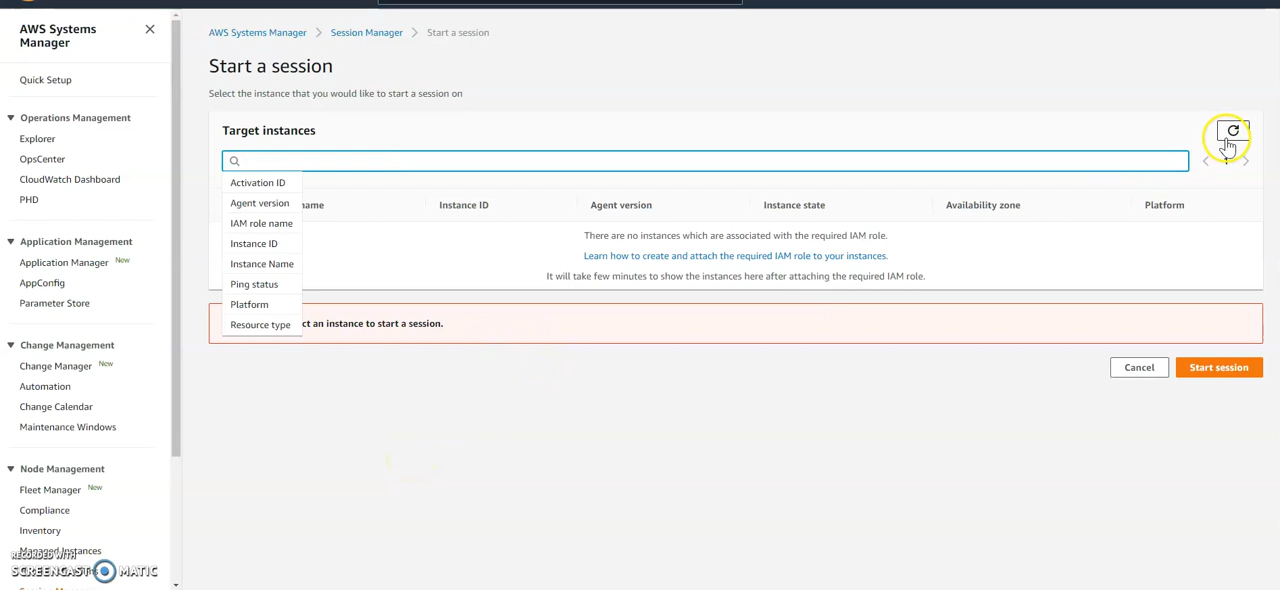 AWS Systems Manager
Quick Setup
Operations Management
Explorer
OpsCenter
CloudWatch Dashboard
PHD
Application Management
Application Manager New
AppConfig
Parameter Store
Change Management
Change Manager New
Automation
Change Calendar
Maintenance Windows
Node Management
Fleet Manager New
Compliance
Inventory
Managed Instances
RECORDED WITH
SCREENCAST MATIC
AWS Systems Manager > Session Manager > Start a session
Start a session
Select the instance that you would like to start a session on
Target instances
Activation ID
Agent version
IAM role name
Instance ID
Instance Name
Ping status
Platform
Resource type
name Instance ID Agent version Instance state Availability zone Platform
There are no instances which are associated with the required IAM role.
Learn how to create and attach the required IAM role to your instances.
It will take few minutes to show the instances here after attaching the required IAM role.
ct an instance to start a session.
Cancel Start session